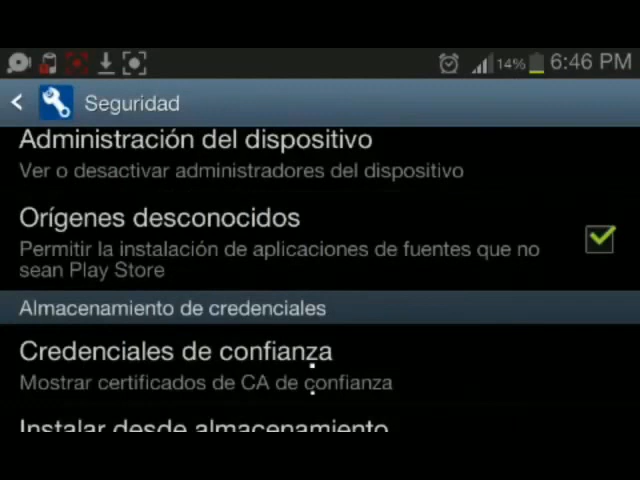 14% 6:46 PM
Seguridad
Administración del dispositivo
Ver o desactivar administradores del dispositivo
Orígenes desconocidos
Permitir la instalación de aplicaciones de fuentes que no
sean Play Store
Almacenamiento de credenciales
Credenciales de confianza
Mostrar certificados de CA de confianza
Instalar desde almacenamiento